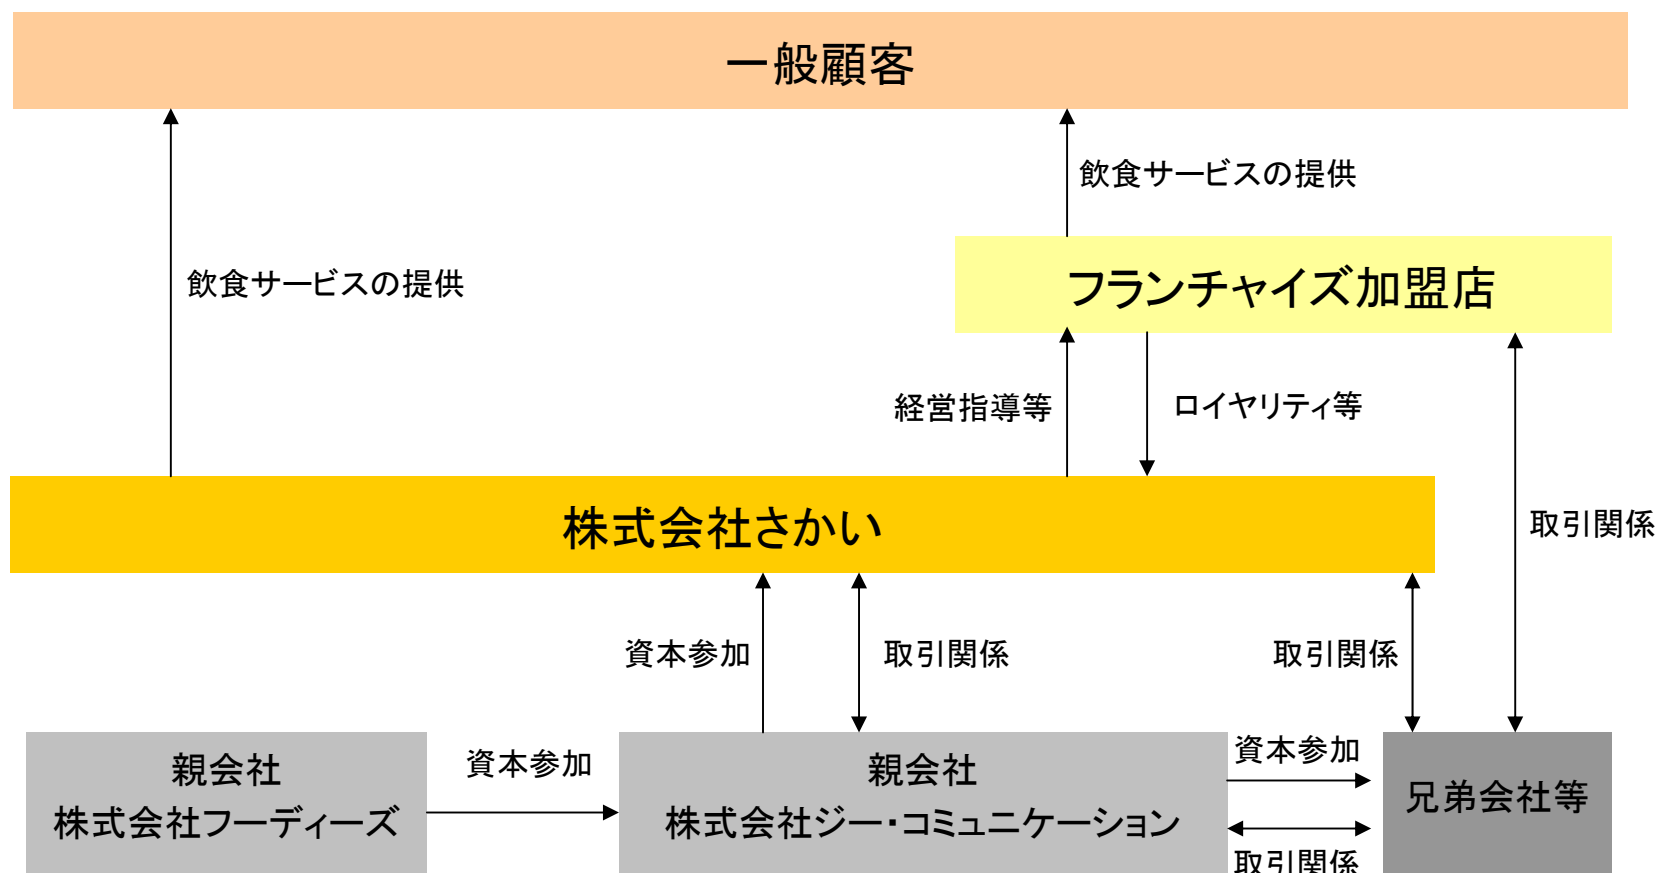 一般顧客
飲食サービスの提供
フランチャイズ加盟店
飲食サービスの提供
経営指導等
ロイヤリティ等
株式会社さかい
取引関係
資本参加
取引関係
取引関係
親会社
株式会社フーディーズ
資本参加
親会社
株式会社ジー・コミュニケーション
資本参加
取引関係
兄弟会社等